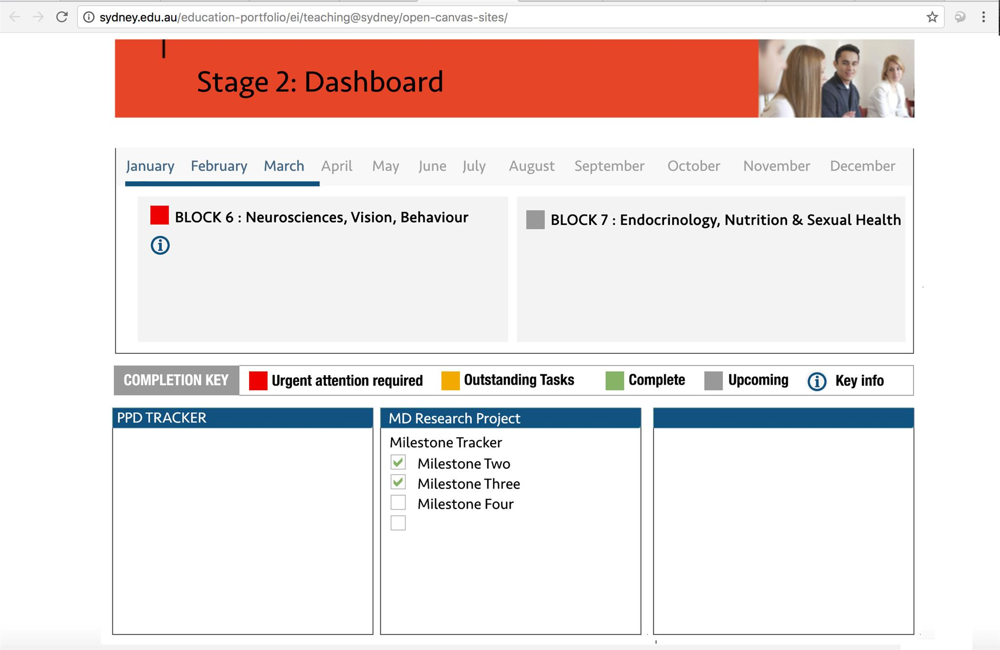 sydney.edu.au/education-portfolio/ei/teaching@sydney/open-canvas-sites/
Stage 2: Dashboard
January February March April May June July August September October November December
BLOCK 6 : Neurosciences, Vision, Behaviour
BLOCK 7 : Endocrinology, Nutrition & Sexual Health
COMPLETION KEY Urgent attention required Outstanding Tasks Complete Upcoming Key info
PPD TRACKER
MD Research Project
Milestone Tracker
Milestone Two
Milestone Three
Milestone Four